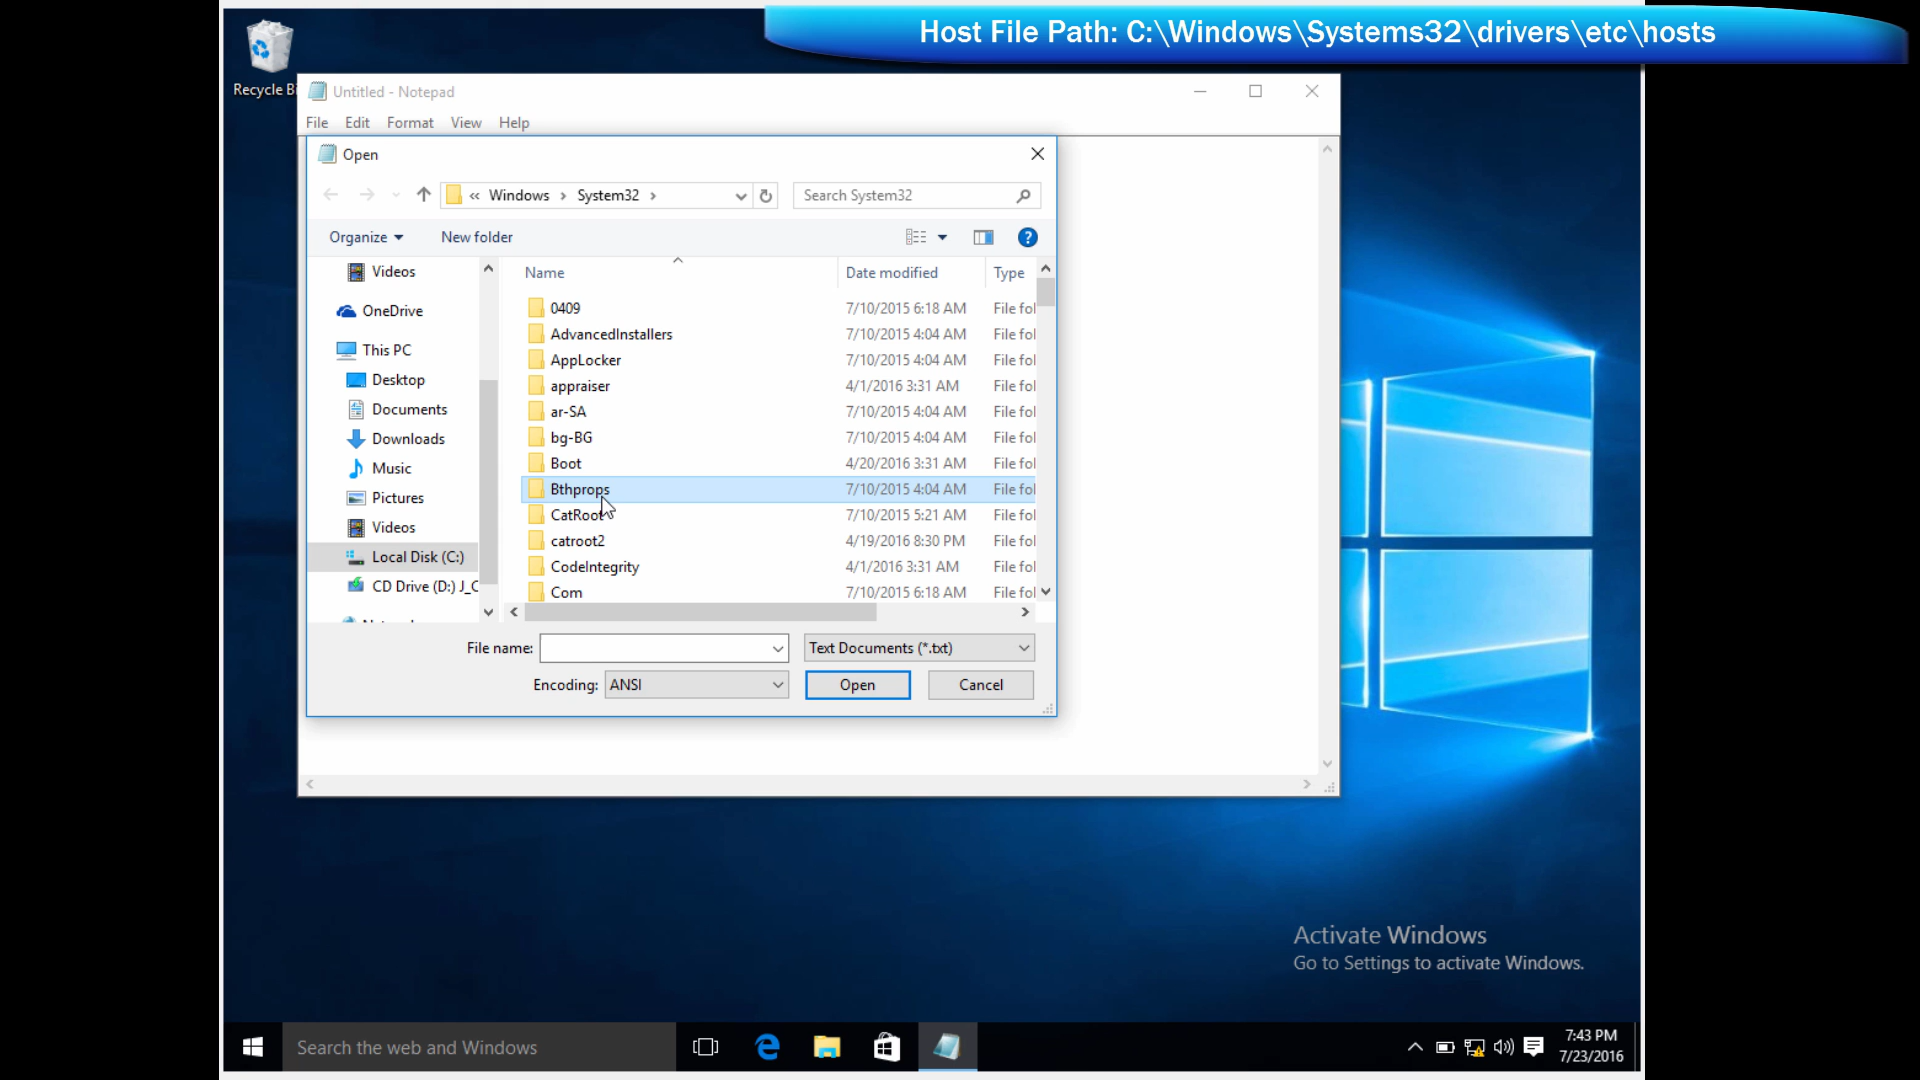 Host File Path: C:\Windows\Systems32\drivers\etc\hosts
Recycle Bi
Untitled - Notepad
File Edit Format View Help
Open
« Windows › System32 ›
Search System32
Organize
New folder
Name Date modified Type
Videos
OneDrive
This PC
Desktop
Documents
Downloads
Music
Pictures
Videos
Local Disk (C:)
CD Drive (D:) J_C
0409 7/10/2015 6:18 AM File fol
AdvancedInstallers 7/10/2015 4:04 AM File fol
AppLocker 7/10/2015 4:04 AM File fol
appraiser 4/1/2016 3:31 AM File fol
ar-SA 7/10/2015 4:04 AM File fol
bg-BG 7/10/2015 4:04 AM File fol
Boot 4/20/2016 3:31 AM File fol
Bthprops 7/10/2015 4:04 AM File fol
CatRoot 7/10/2015 5:21 AM File fol
catroot2 4/19/2016 8:30 PM File fol
CodeIntegrity 4/1/2016 3:31 AM File fol
Com 7/10/2015 6:18 AM File fol
File name:
Text Documents (*.txt)
Encoding: ANSI
Open
Cancel
Activate Windows
Go to Settings to activate Windows.
Search the web and Windows
7:43 PM
7/23/2016